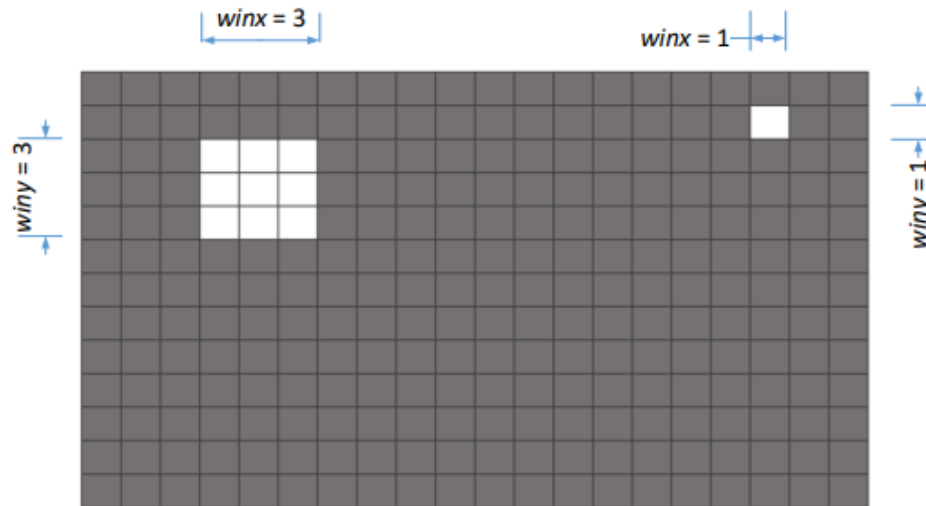 winx = 3
winx = 1
winy = 3
winy = 1